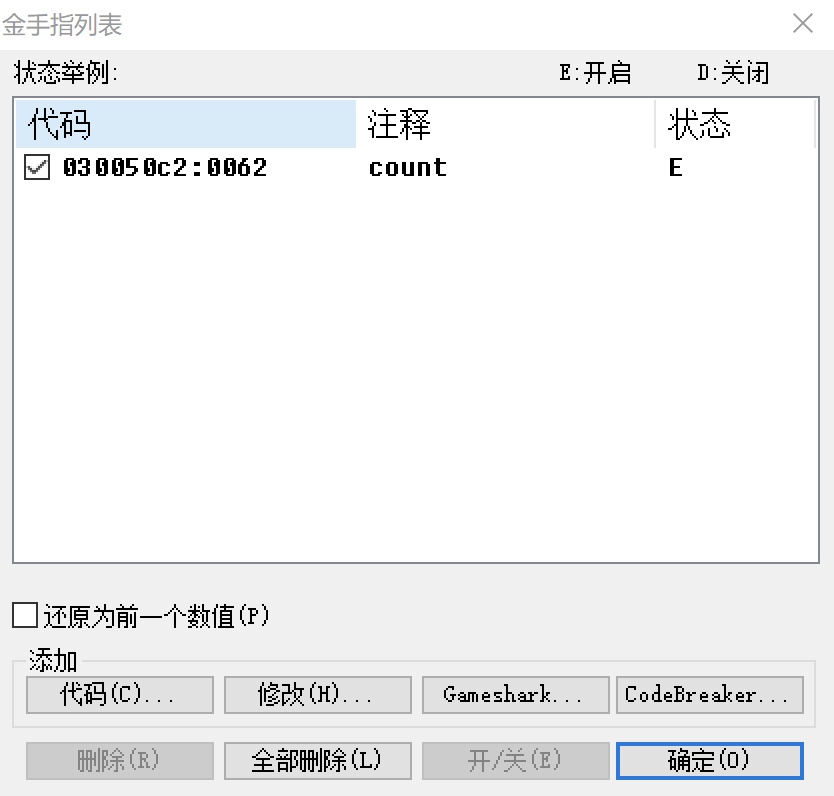 金手指列表
状态举例: E:开启 D:关闭
代码 注释 状态
030050c2:0062 count E
还原为前一个数值(P)
添加
代码(C)... 修改(H)... Gameshark... CodeBreaker...
删除(R) 全部删除(L) 开/关(E) 确定(O)